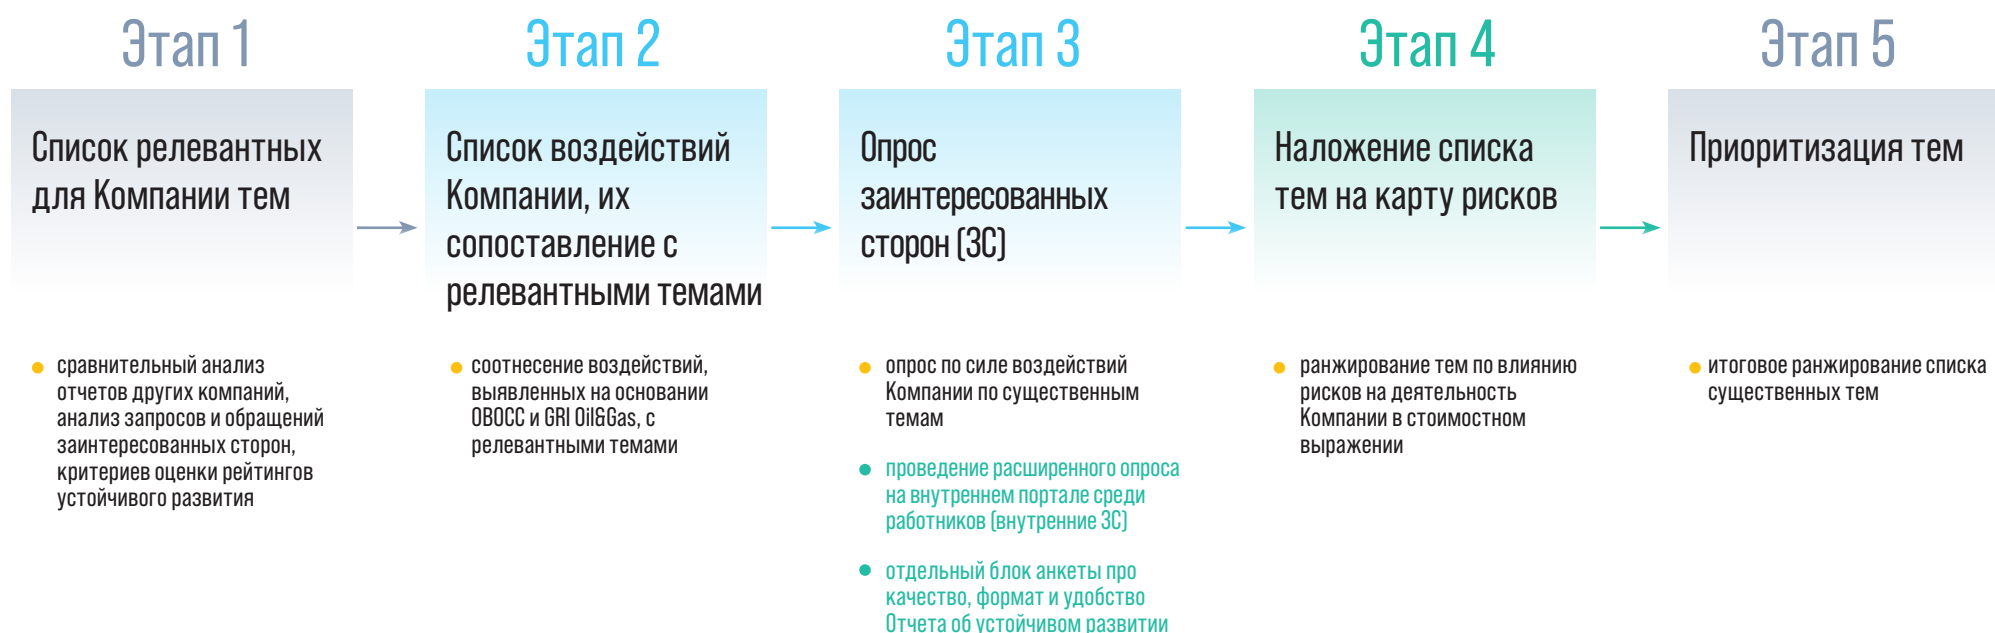 Этап 1
Список релевантных
для Компании тем
сравнительный анализ
отчетов других компаний,
анализ запросов и обращений
заинтересованных сторон,
критериев оценки рейтингов
устойчивого развития
Этап 2
Список воздействий
Компании, их
сопоставление с
релевантными темами
соотнесение воздействий,
выявленных на основании
ОВОСС и GRI Oil&Gas, с
релевантными темами
Этап 3
Опрос
заинтересованных
сторон (ЗС)
опрос по силе воздействий
Компании по существенным
темам
проведение расширенного опроса
на внутреннем портале среди
работников (внутренние ЗС)
отдельный блок анкеты про
качество, формат и удобство
Отчета об устойчивом развитии
Этап 4
Наложение списка
тем на карту рисков
ранжирование тем по влиянию
рисков на деятельность
Компании в стоимостном
выражении
Этап 5
Приоритизация тем
итоговое ранжирование списка
существенных тем